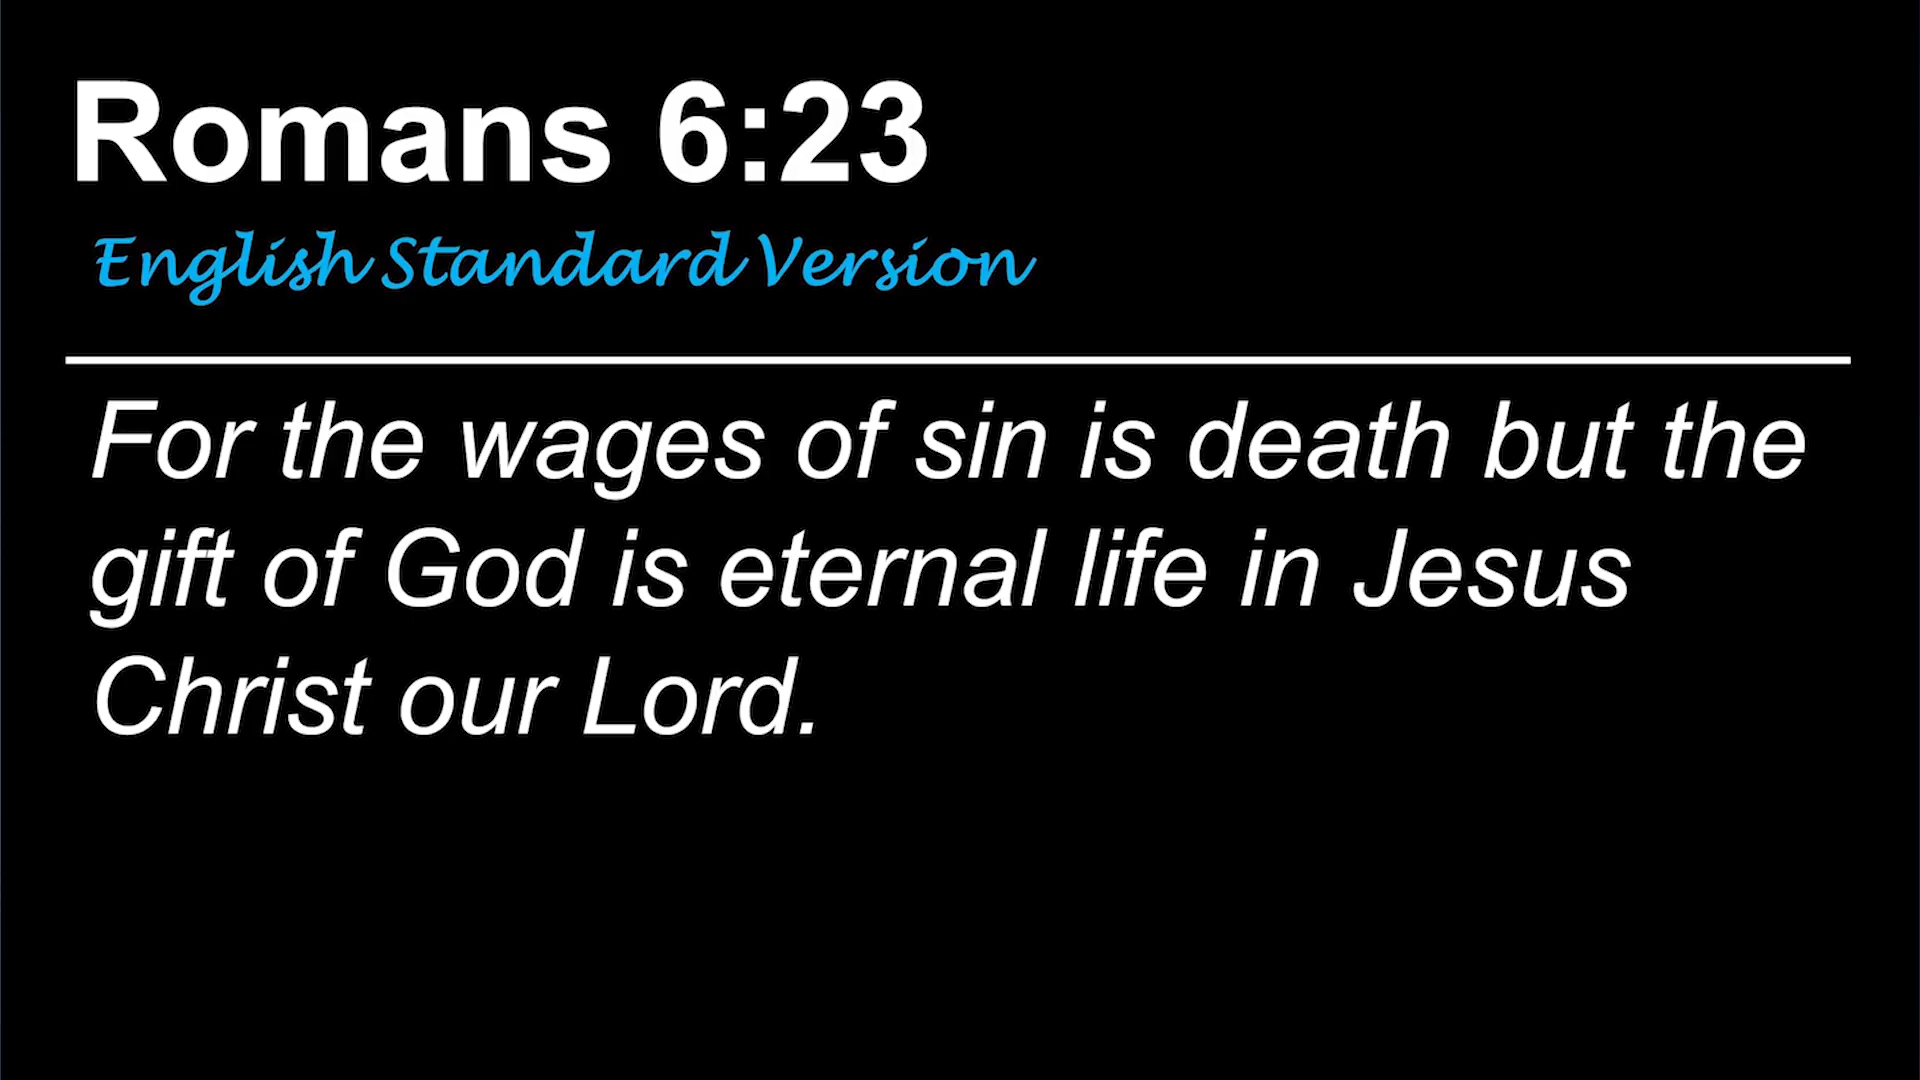 Romans 6:23
English Standard Version
For the wages of sin is death but the
gift of God is eternal life in Jesus
Christ our Lord.